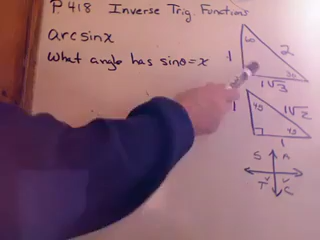 P. 418 Inverse Trig. Functions
arcsin x
What angle has sinθ = x
60
1
2
30
1√3
1
45
1√2
45
1
S A
T C